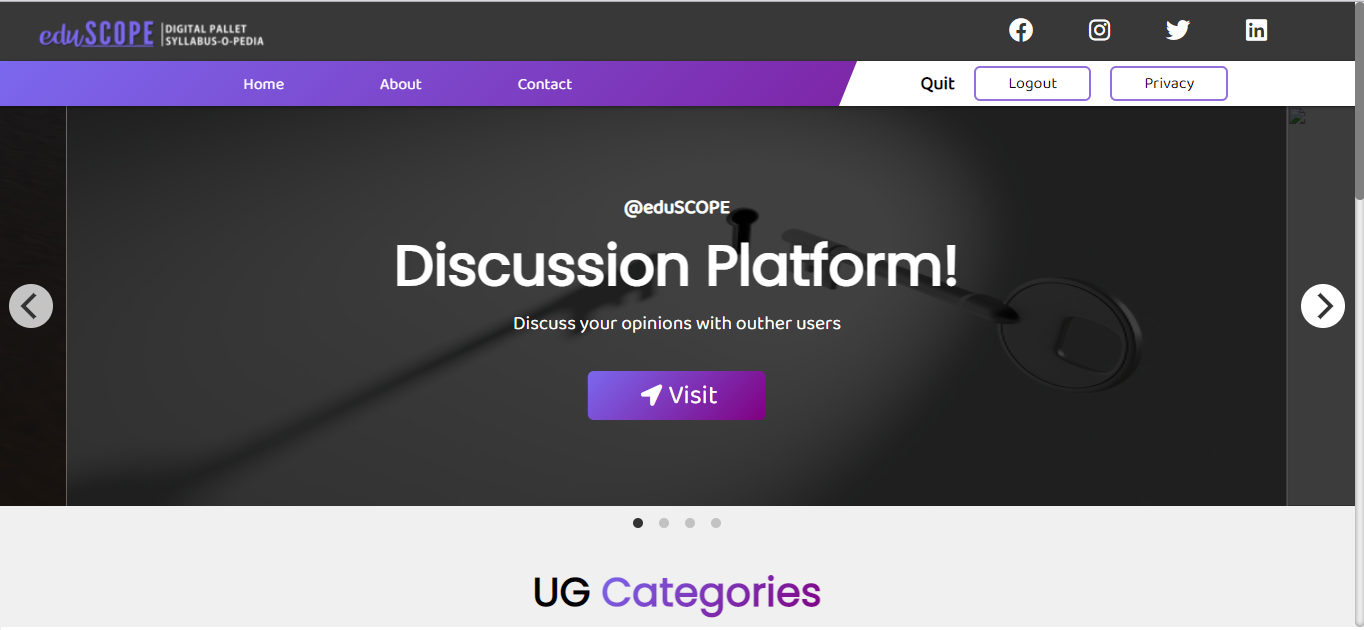 eduSCOPE
DIGITAL PALLET
SYLLABUS-O-PEDIA
Home
About
Contact
Quit
Logout
Privacy
@eduSCOPE
Discussion Platform!
Discuss your opinions with outher users
Visit
UG Categories